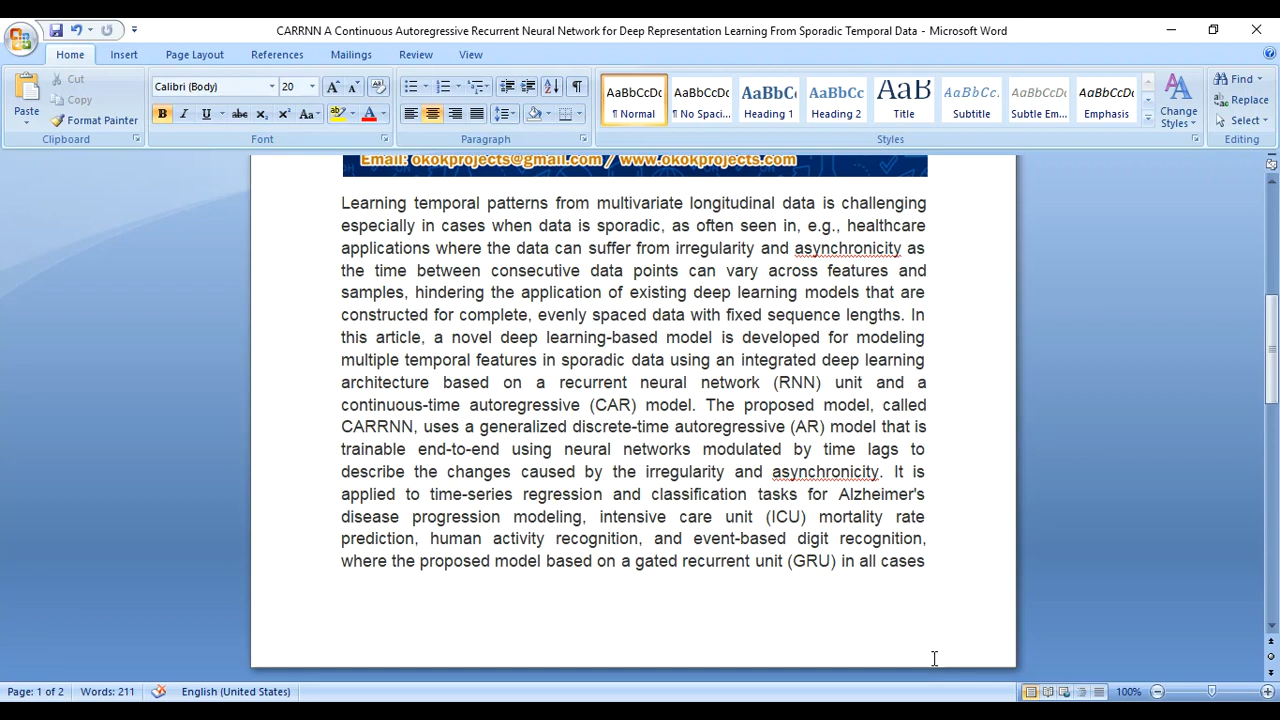 CARRNN A Continuous Autoregressive Recurrent Neural Network for Deep Representation Learning From Sporadic Temporal Data - Microsoft Word
Home Insert Page Layout References Mailings Review View
Paste
Cut
Copy
Format Painter
Clipboard
Calibri (Body) 20
Font
Paragraph
AaBbCcDc AaBbCcDc AaBbCc AaBbCc AaB AaBbCc. AaBbCcDc AaBbCcDc
¶ Normal ¶ No Spaci... Heading 1 Heading 2 Title Subtitle Subtle Em... Emphasis
Styles
Change Styles
Find
Replace
Select
Editing
Email: okokprojects@gmail.com / www.okokprojects.com
Learning temporal patterns from multivariate longitudinal data is challenging
especially in cases when data is sporadic, as often seen in, e.g., healthcare
applications where the data can suffer from irregularity and asynchronicity as
the time between consecutive data points can vary across features and
samples, hindering the application of existing deep learning models that are
constructed for complete, evenly spaced data with fixed sequence lengths. In
this article, a novel deep learning-based model is developed for modeling
multiple temporal features in sporadic data using an integrated deep learning
architecture based on a recurrent neural network (RNN) unit and a
continuous-time autoregressive (CAR) model. The proposed model, called
CARRNN, uses a generalized discrete-time autoregressive (AR) model that is
trainable end-to-end using neural networks modulated by time lags to
describe the changes caused by the irregularity and asynchronicity. It is
applied to time-series regression and classification tasks for Alzheimer's
disease progression modeling, intensive care unit (ICU) mortality rate
prediction, human activity recognition, and event-based digit recognition,
where the proposed model based on a gated recurrent unit (GRU) in all cases
Page: 1 of 2 Words: 211 English (United States) 100%